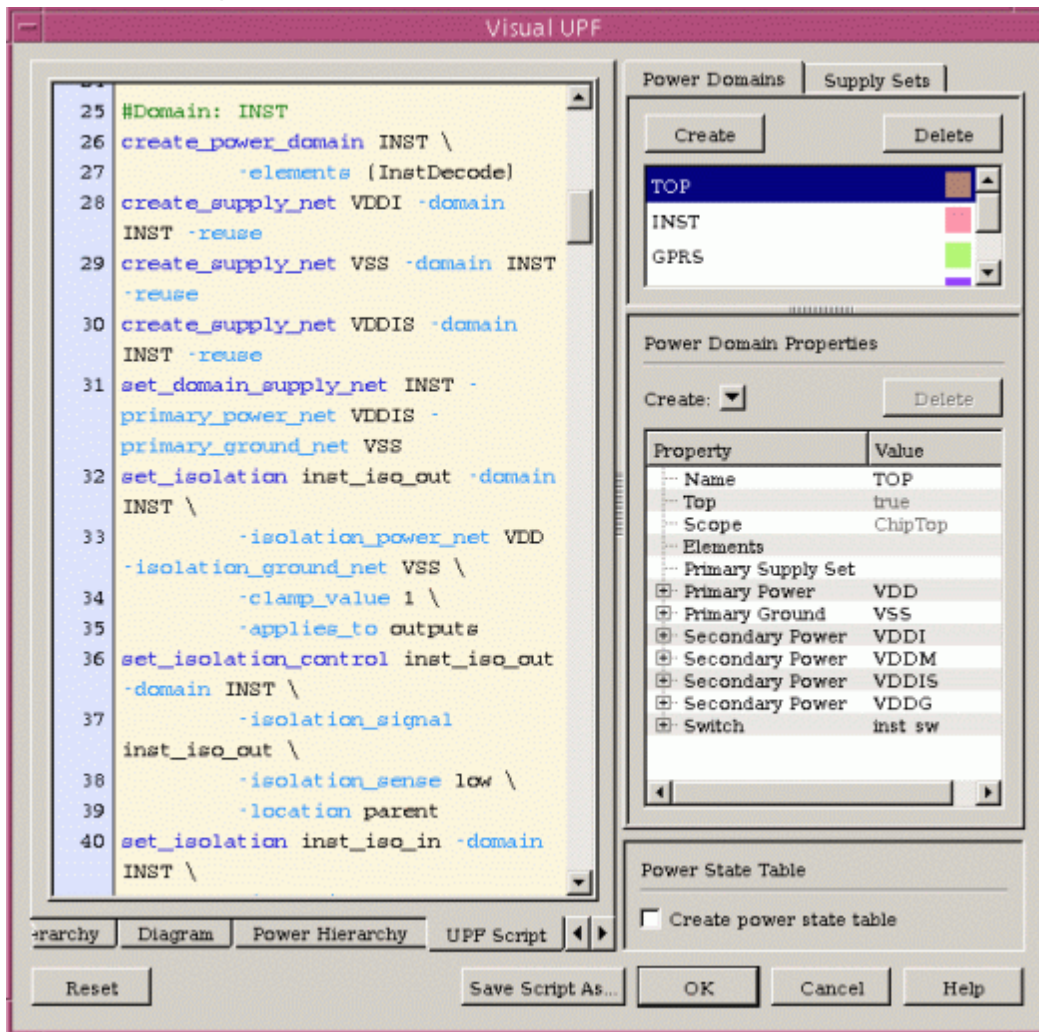 Visual UPF
25 #Domain: INST
26 create_power_domain INST \
27 -elements {InstDecode}
28 create_supply_net VDDI -domain
INST -reuse
29 create_supply_net VSS -domain INST
-reuse
30 create_supply_net VDDIS -domain
INST -reuse
31 set_domain_supply_net INST -
primary_power_net VDDIS -
primary_ground_net VSS
32 set_isolation inst_iso_out -domain
INST \
33 -isolation_power_net VDD
-isolation_ground_net VSS \
34 -clamp_value 1 \
35 -applies_to outputs
36 set_isolation_control inst_iso_out
-domain INST \
37 -isolation_signal
inst_iso_out \
38 -isolation_sense low \
39 -location parent
40 set_isolation inst_iso_in -domain
INST \
erarchy Diagram Power Hierarchy UPF Script
Power Domains Supply Sets
Create Delete
TOP
INST
GPRS
Power Domain Properties
Create: Delete
Property Value
Name TOP
Top true
Scope ChipTop
Elements
Primary Supply Set
Primary Power VDD
Primary Ground VSS
Secondary Power VDDI
Secondary Power VDDM
Secondary Power VDDIS
Secondary Power VDDG
Switch inst_sw
Power State Table
Create power state table
Reset Save Script As... OK Cancel Help